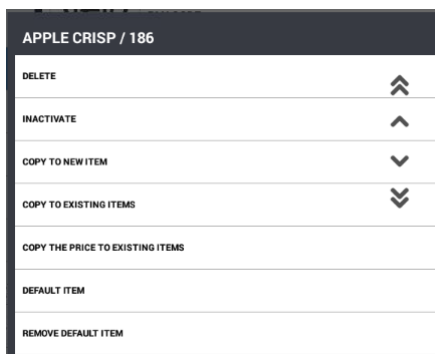 APPLE CRISP / 186
DELETE
INACTIVATE
COPY TO NEW ITEM
COPY TO EXISTING ITEMS
COPY THE PRICE TO EXISTING ITEMS
DEFAULT ITEM
REMOVE DEFAULT ITEM